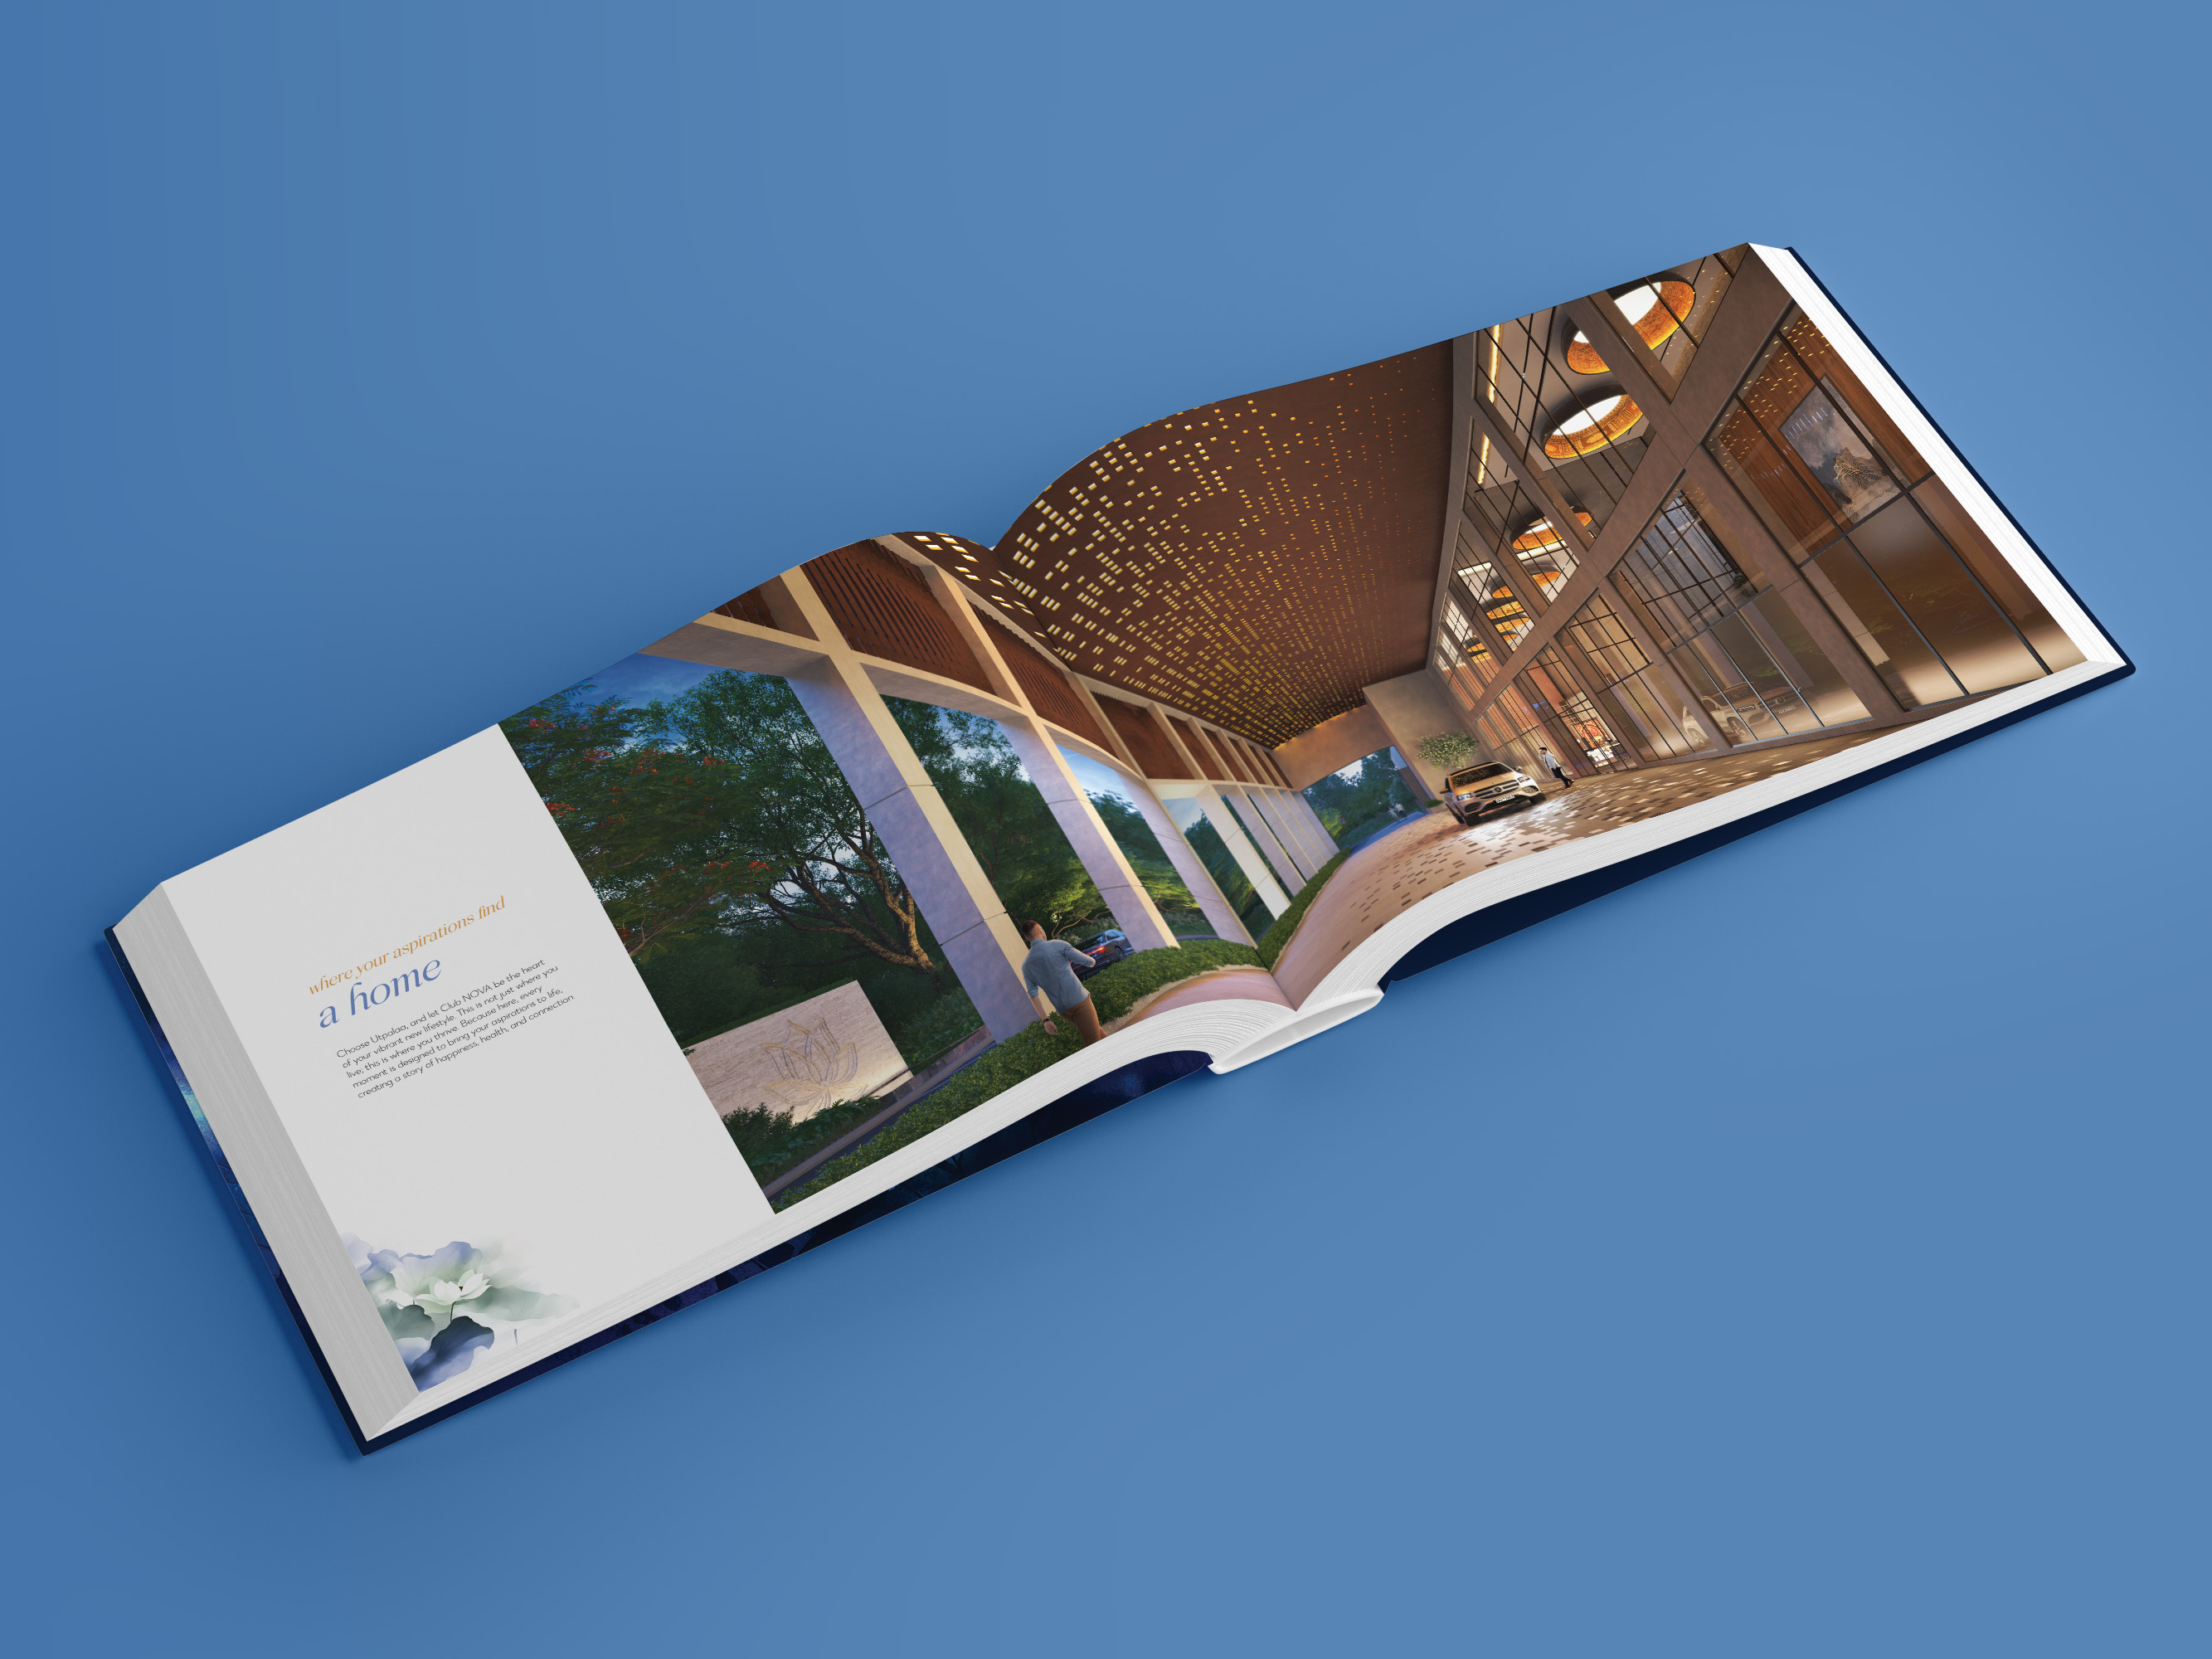 where your aspirations find
a home
Choose Utpalaa, and let Club NOVA be the heart
of your vibrant new lifestyle. This is not just where you
live; this is where you thrive. Because here, every
moment is designed to bring your aspirations to life,
creating a story of happiness, health, and connection.